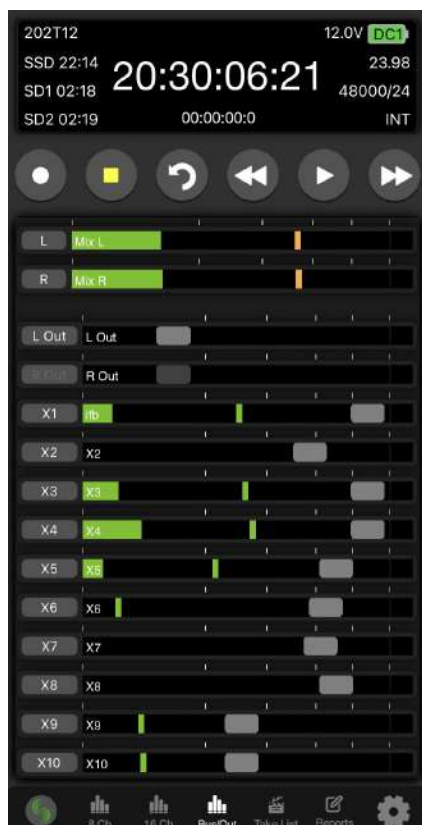 202T12
12.0V DC1
SSD 22:14
20:30:06:21
23.98
SD1 02:18
48000/24
SD2 02:19
00:00:00:0
INT
L Mix L
R Mix R
L Out L Out
R Out R Out
X1 ifb
X2 X2
X3 X3
X4 X4
X5 X5
X6 X6
X7 X7
X8 X8
X9 X9
X10 X10
8 Ch 16 Ch Bus/Out Take List Reports